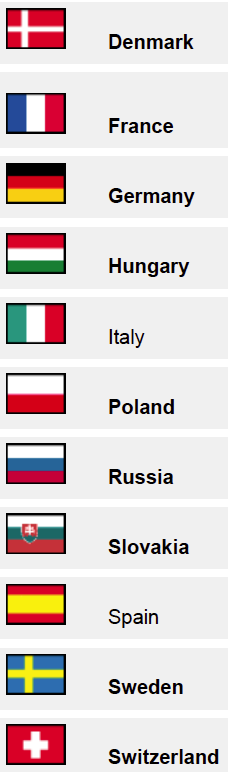 Denmark
France
Germany
Hungary
Italy
Poland
Russia
Slovakia
Spain
Sweden
Switzerland